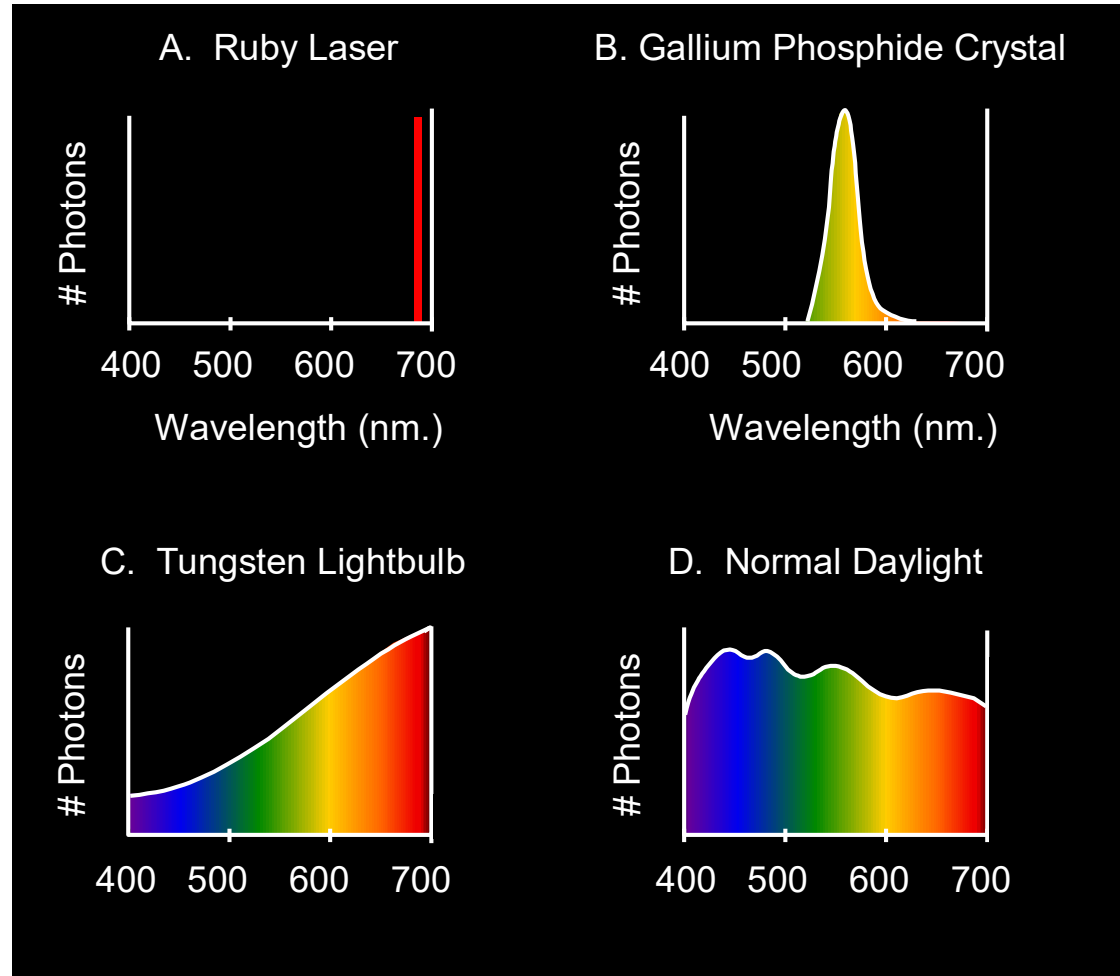 A. Ruby Laser
# Photons
400 500 600 700
Wavelength (nm.)
B. Gallium Phosphide Crystal
# Photons
400 500 600 700
Wavelength (nm.)
C. Tungsten Lightbulb
# Photons
400 500 600 700
D. Normal Daylight
# Photons
400 500 600 700